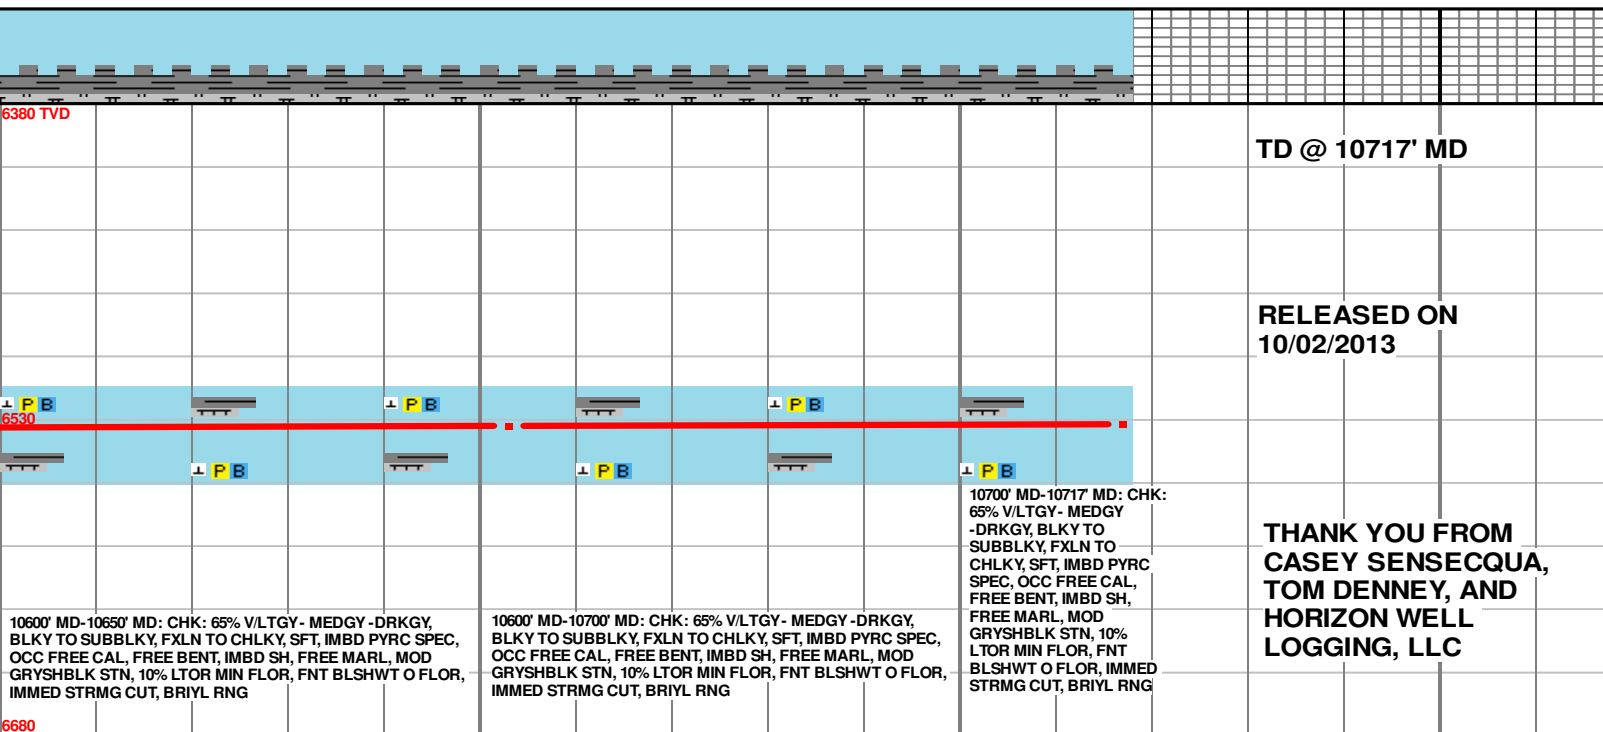 6380 TVD
TD @ 10717' MD
RELEASED ON
10/02/2013
P B
P B
P B
6530
P B
P B
P B
10700' MD-10717' MD: CHK:
65% V/LTGY- MEDGY
-DRKGY, BLKY TO
SUBBLKY, FXLN TO
CHLKY, SFT, IMBD PYRC
SPEC, OCC FREE CAL,
FREE BENT, IMBD SH,
FREE MARL, MOD
GRYSHBLK STN, 10%
LTOR MIN FLOR, FNT
BLSHWT O FLOR, IMMED
STRMG CUT, BRIYL RNG
THANK YOU FROM
CASEY SENSECQUA,
TOM DENNEY, AND
HORIZON WELL
LOGGING, LLC
10600' MD-10650' MD: CHK: 65% V/LTGY- MEDGY -DRKGY,
BLKY TO SUBBLKY, FXLN TO CHLKY, SFT, IMBD PYRC SPEC,
OCC FREE CAL, FREE BENT, IMBD SH, FREE MARL, MOD
GRYSHBLK STN, 10% LTOR MIN FLOR, FNT BLSHWT O FLOR,
IMMED STRMG CUT, BRIYL RNG
10600' MD-10700' MD: CHK: 65% V/LTGY- MEDGY -DRKGY,
BLKY TO SUBBLKY, FXLN TO CHLKY, SFT, IMBD PYRC SPEC,
OCC FREE CAL, FREE BENT, IMBD SH, FREE MARL, MOD
GRYSHBLK STN, 10% LTOR MIN FLOR, FNT BLSHWT O FLOR,
IMMED STRMG CUT, BRIYL RNG
6680